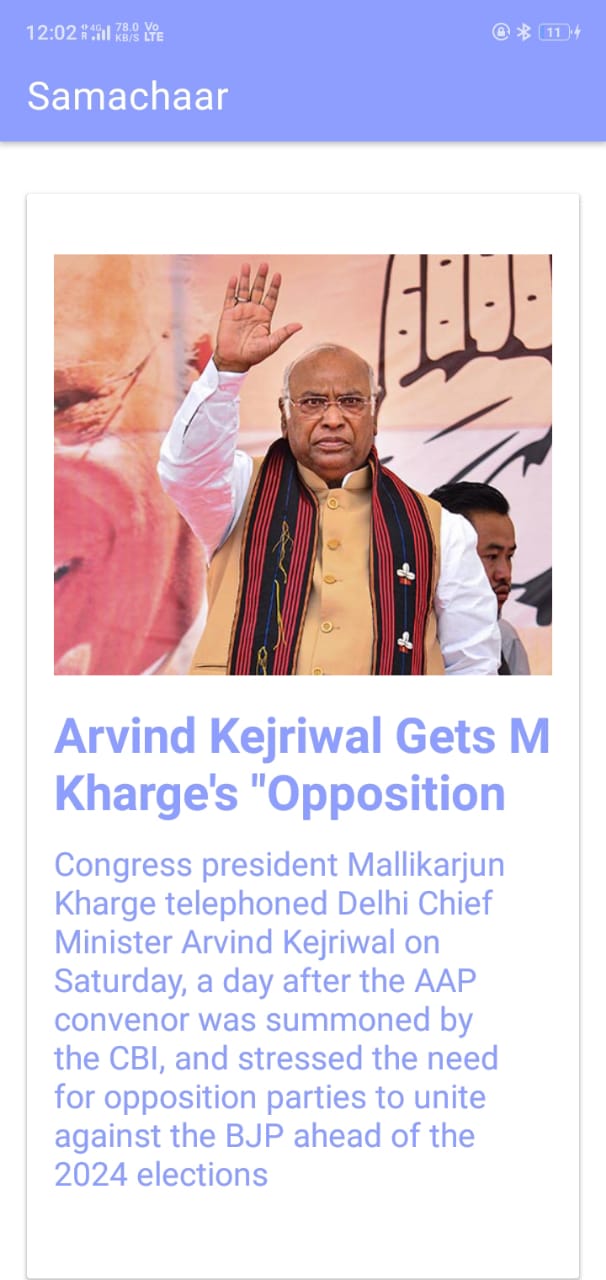 12:02 4G R 78.0 KB/S Vo LTE 11
Samachaar
Arvind Kejriwal Gets M
Kharge's "Opposition
Congress president Mallikarjun
Kharge telephoned Delhi Chief
Minister Arvind Kejriwal on
Saturday, a day after the AAP
convenor was summoned by
the CBI, and stressed the need
for opposition parties to unite
against the BJP ahead of the
2024 elections